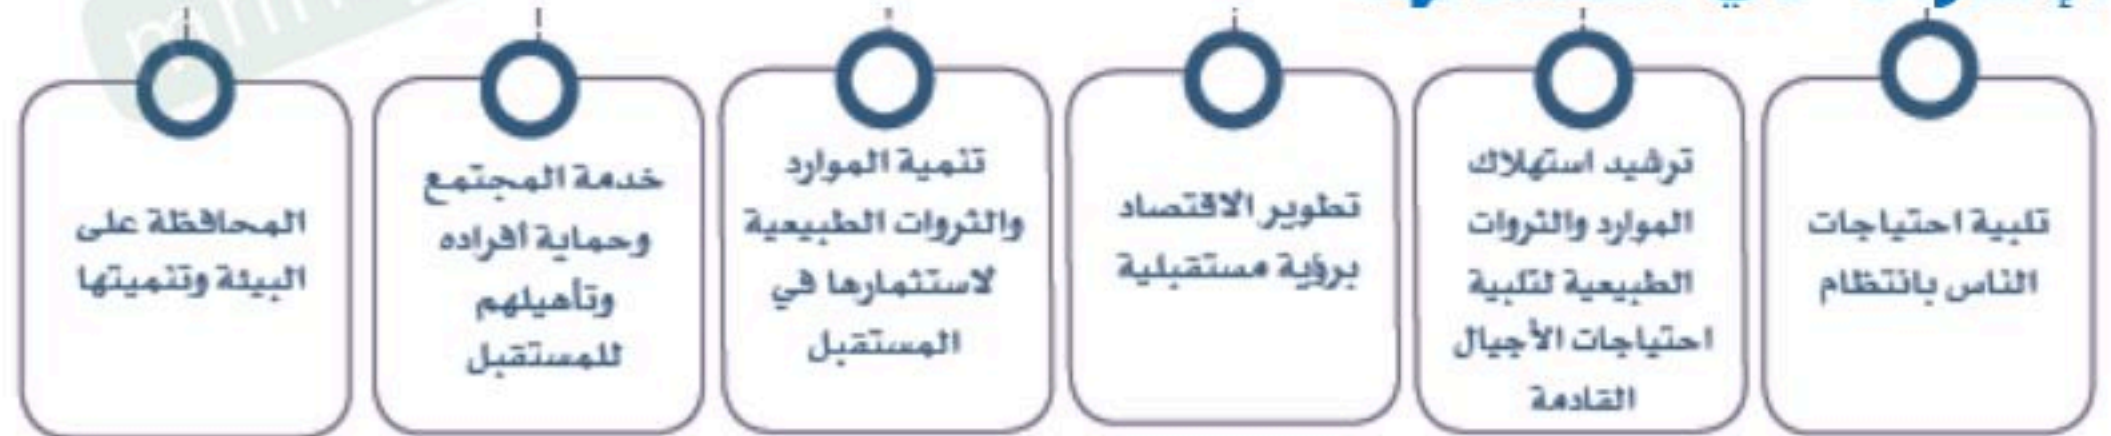 تلبية احتياجات
الناس بانتظام
ترشيد استهلاك
الموارد والثروات
الطبيعية لتلبية
احتياجات الأجيال
القادمة
تطوير الاقتصاد
برؤية مستقبلية
تنمية الموارد
والثروات الطبيعية
لاستثمارها في
المستقبل
خدمة المجتمع
وحماية أفراده
وتأهيلهم
للمستقبل
المحافظة على
البيئة وتنميتها